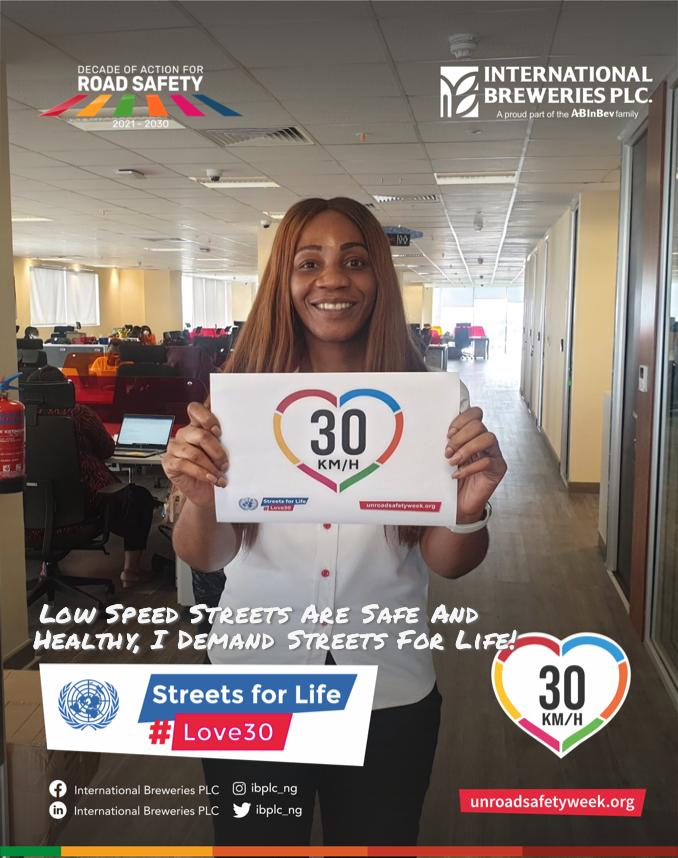 DECADE OF ACTION FOR
ROAD SAFETY
2021 - 2030
INTERNATIONAL
BREWERIES PLC.
A proud part of the ABInBev family
30
KM/H
Streets for Life
#Love30
unroadsafetyweek.org
LOW SPEED STREETS ARE SAFE AND
HEALTHY, I DEMAND STREETS FOR LIFE!
Streets for Life
#Love30
30
KM/H
International Breweries PLC ibplc_ng
International Breweries PLC ibplc_ng
unroadsafetyweek.org